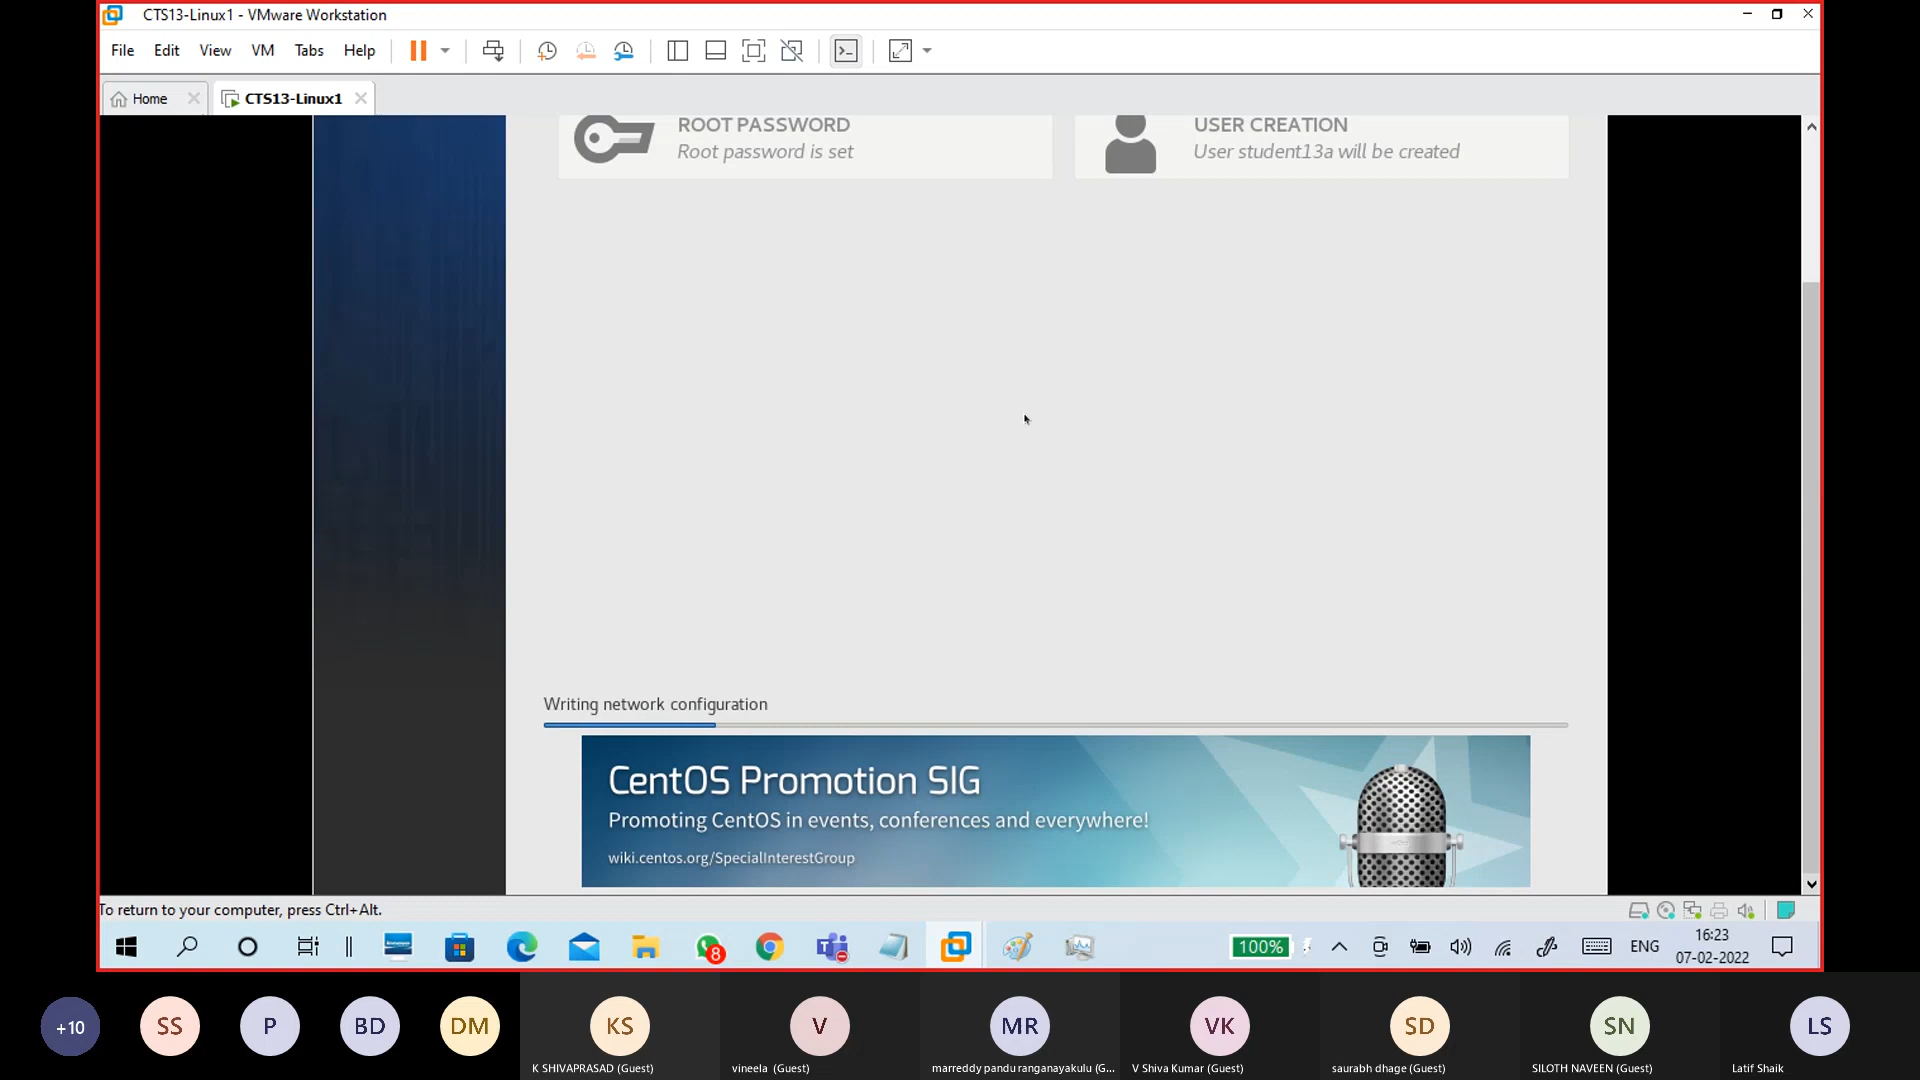 CTS13-Linux1 - VMware Workstation
File Edit View VM Tabs Help
Home CTS13-Linux1
ROOT PASSWORD
Root password is set
USER CREATION
User student13a will be created
Writing network configuration
CentOS Promotion SIG
Promoting CentOS in events, conferences and everywhere!
wiki.centos.org/SpecialInterestGroup
To return to your computer, press Ctrl+Alt.
8
100%
ENG
16:23
07-02-2022
+10
SS
P
BD
DM
KS
K SHIVAPRASAD (Guest)
V
vineela (Guest)
MR
marreddy pandu ranganayakulu (G...
VK
V Shiva Kumar (Guest)
SD
saurabh dhage (Guest)
SN
SILOTH NAVEEN (Guest)
LS
Latif Shaik